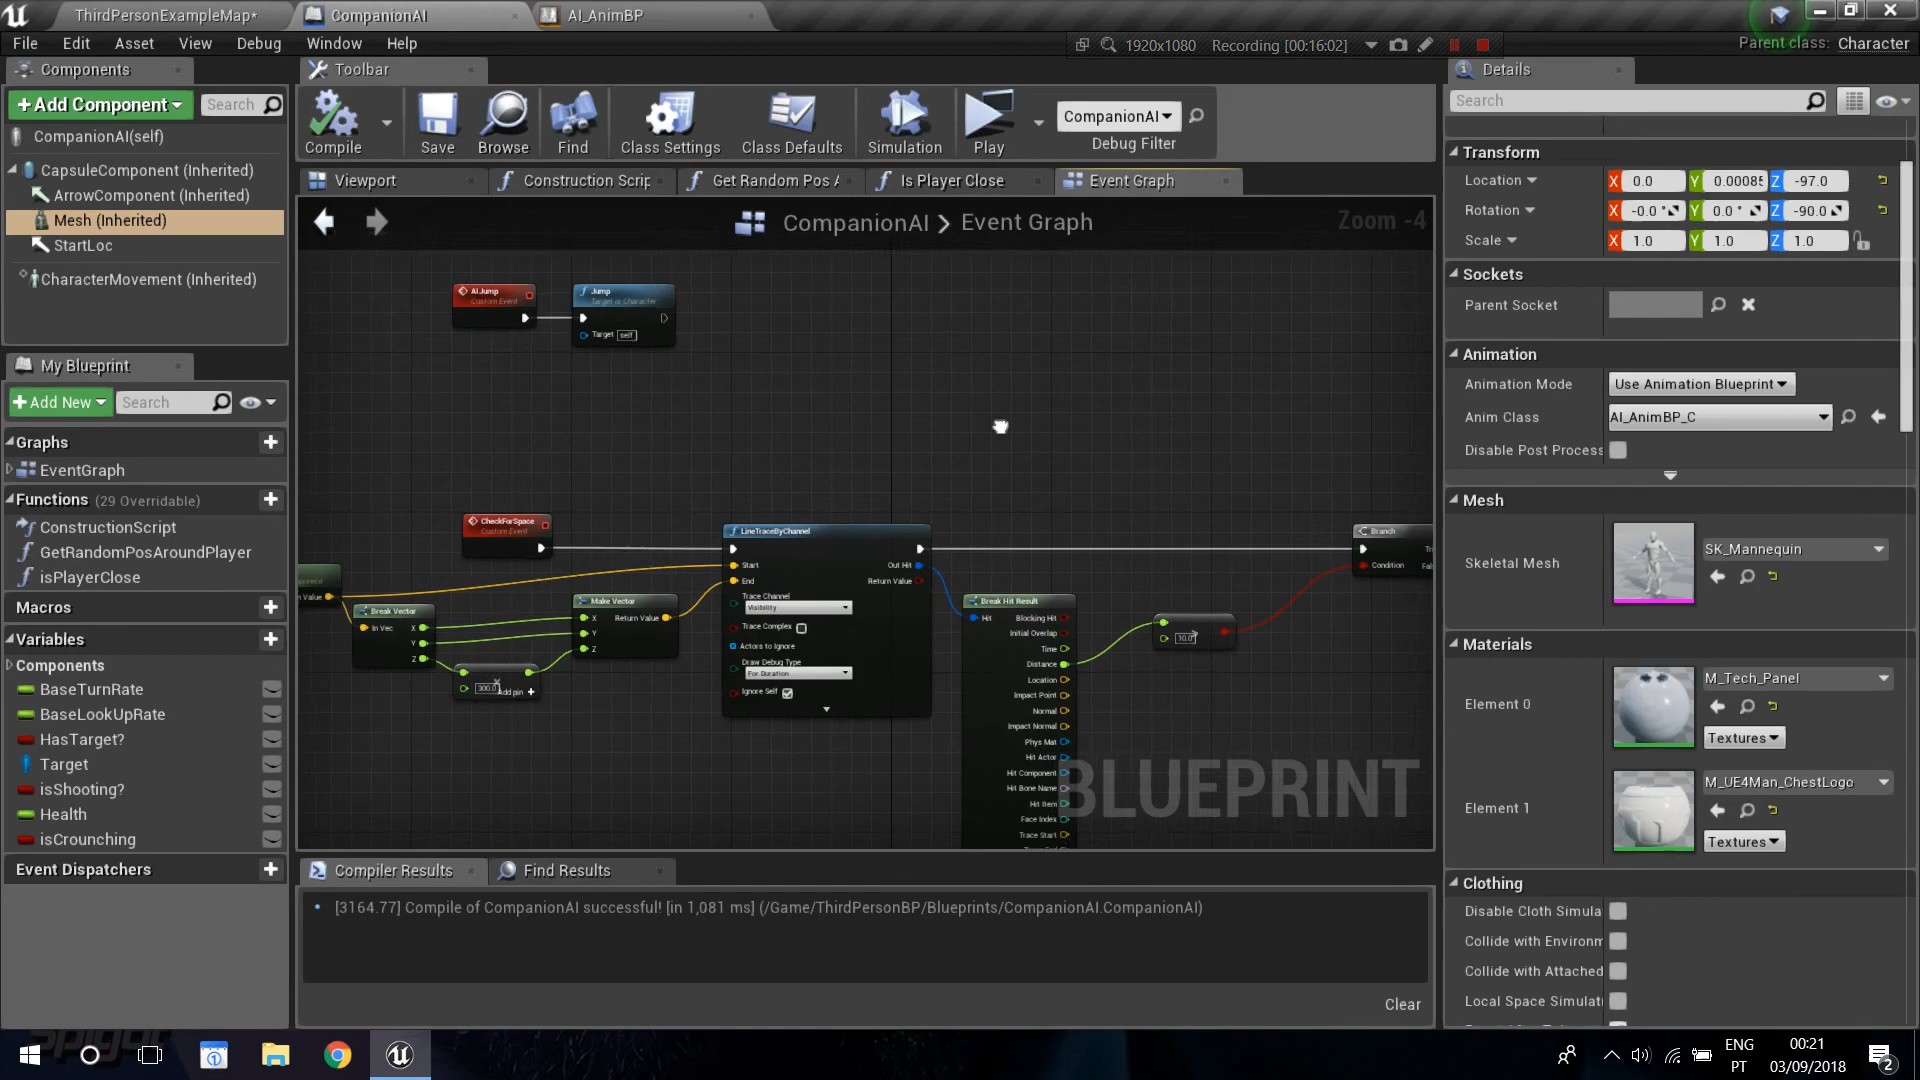 ThirdPersonExampleMap*
CompanionAI
AI_AnimBP
File Edit Asset View Debug Window Help
1920x1080 Recording [00:16:02]
Parent class: Character
Components
Toolbar
Details
+Add Component
Search
CompanionAI(self)
CapsuleComponent (Inherited)
ArrowComponent (Inherited)
Mesh (Inherited)
StartLoc
CharacterMovement (Inherited)
Compile
Save
Browse
Find
Class Settings
Class Defaults
Simulation
Play
CompanionAI
Debug Filter
Viewport
Construction Scrip
Get Random Pos A
Is Player Close
Event Graph
CompanionAI > Event Graph
Zoom -4
My Blueprint
+Add New
Search
Graphs
EventGraph
Functions (29 Overridable)
ConstructionScript
GetRandomPosAroundPlayer
isPlayerClose
Macros
Variables
Components
BaseTurnRate
BaseLookUpRate
HasTarget?
Target
isShooting?
Health
isCrounching
Event Dispatchers
AIJump
Custom Event
Jump
Target is Character
Target self
CheckForSpace
Custom Event
Break Vector
In Vec X
Y
Z
300.0
Add pin +
Make Vector
X Return Value
Y
Z
LineTraceByChannel
Start Out Hit
End Return Value
Trace Channel
Visibility
Trace Complex
Actors to Ignore
Draw Debug Type
For Duration
Ignore Self
Break Hit Result
Hit Blocking Hit
Initial Overlap
Time
Distance
Location
Impact Point
Normal
Impact Normal
Phys Mat
Hit Actor
Hit Component
Hit Bone Name
Hit Item
Face Index
Trace Start
10.0
Branch
Condition
BLUEPRINT
Compiler Results
Find Results
[3164.77] Compile of CompanionAI successful! [in 1,081 ms] (/Game/ThirdPersonBP/Blueprints/CompanionAI.CompanionAI)
Clear
Search
Transform
Location X 0.0 Y 0.0008 Z -97.0
Rotation X -0.0 ° Y 0.0 ° Z -90.0
Scale X 1.0 Y 1.0 Z 1.0
Sockets
Parent Socket
Animation
Animation Mode Use Animation Blueprint
Anim Class AI_AnimBP_C
Disable Post Process
Mesh
Skeletal Mesh SK_Mannequin
Materials
Element 0 M_Tech_Panel
Textures
Element 1 M_UE4Man_ChestLogo
Textures
Clothing
Disable Cloth Simula
Collide with Environm
Collide with Attached
Local Space Simulati
ENG
PT
00:21
03/09/2018
2